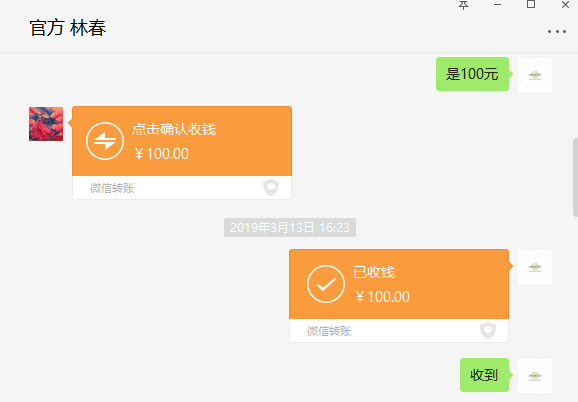 官方 林春
是100元
点击确认收钱
￥100.00
微信转账
2019年3月13日 16:23
已收钱
￥100.00
微信转账
收到